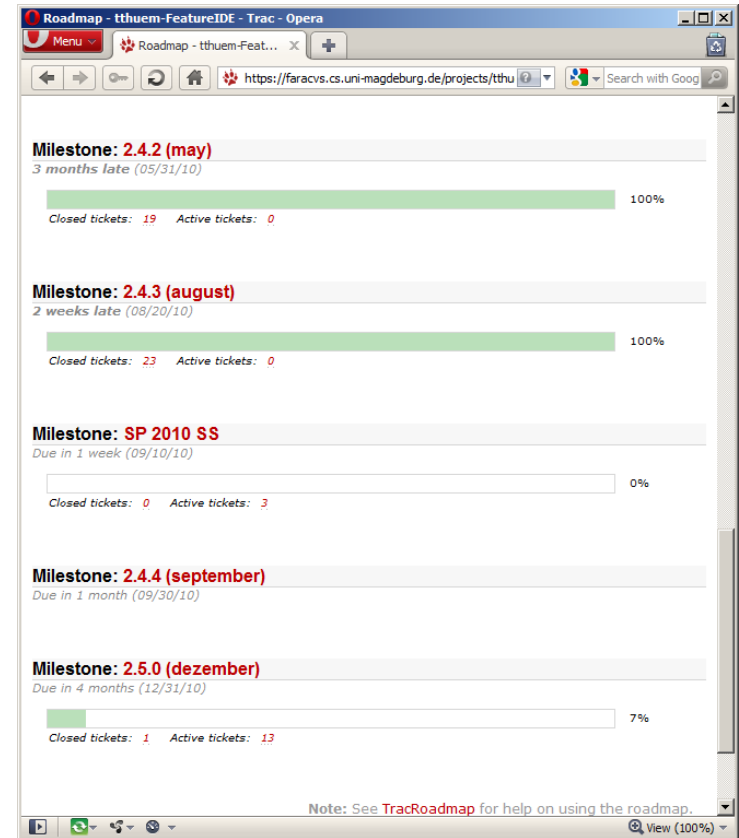 Roadmap - tthuem-FeatureIDE - Trac - Opera
Menu
Roadmap - tthuem-Feat...
https://faracvs.cs.uni-magdeburg.de/projects/tthu
Search with Goog
Milestone: 2.4.2 (may)
3 months late (05/31/10)
100%
Closed tickets: 19 Active tickets: 0
Milestone: 2.4.3 (august)
2 weeks late (08/20/10)
100%
Closed tickets: 23 Active tickets: 0
Milestone: SP 2010 SS
Due in 1 week (09/10/10)
0%
Closed tickets: 0 Active tickets: 3
Milestone: 2.4.4 (september)
Due in 1 month (09/30/10)
Milestone: 2.5.0 (dezember)
Due in 4 months (12/31/10)
7%
Closed tickets: 1 Active tickets: 13
Note: See TracRoadmap for help on using the roadmap.
View (100%)